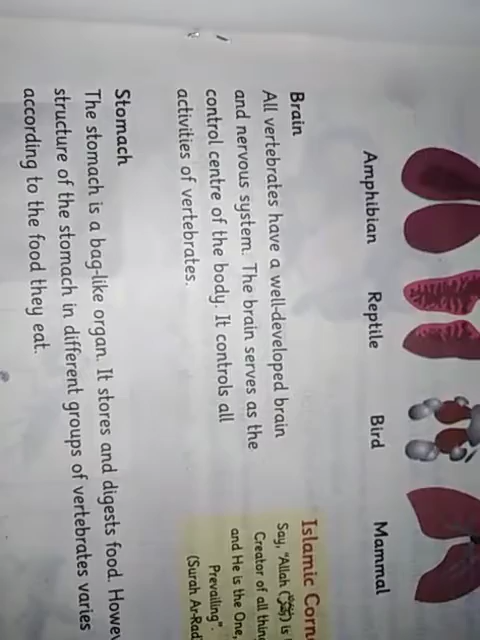 Amphibian Reptile Bird Mammal
Brain
All vertebrates have a well-developed brain
and nervous system. The brain serves as the
control centre of the body. It controls all
activities of vertebrates.
Islamic Corn
Say, "Allah is
Creator of all thin
and He is the One,
Prevailing".
(Surah Ar-Rad
Stomach
The stomach is a bag-like organ. It stores and digests food. Howev
structure of the stomach in different groups of vertebrates varies
according to the food they eat.